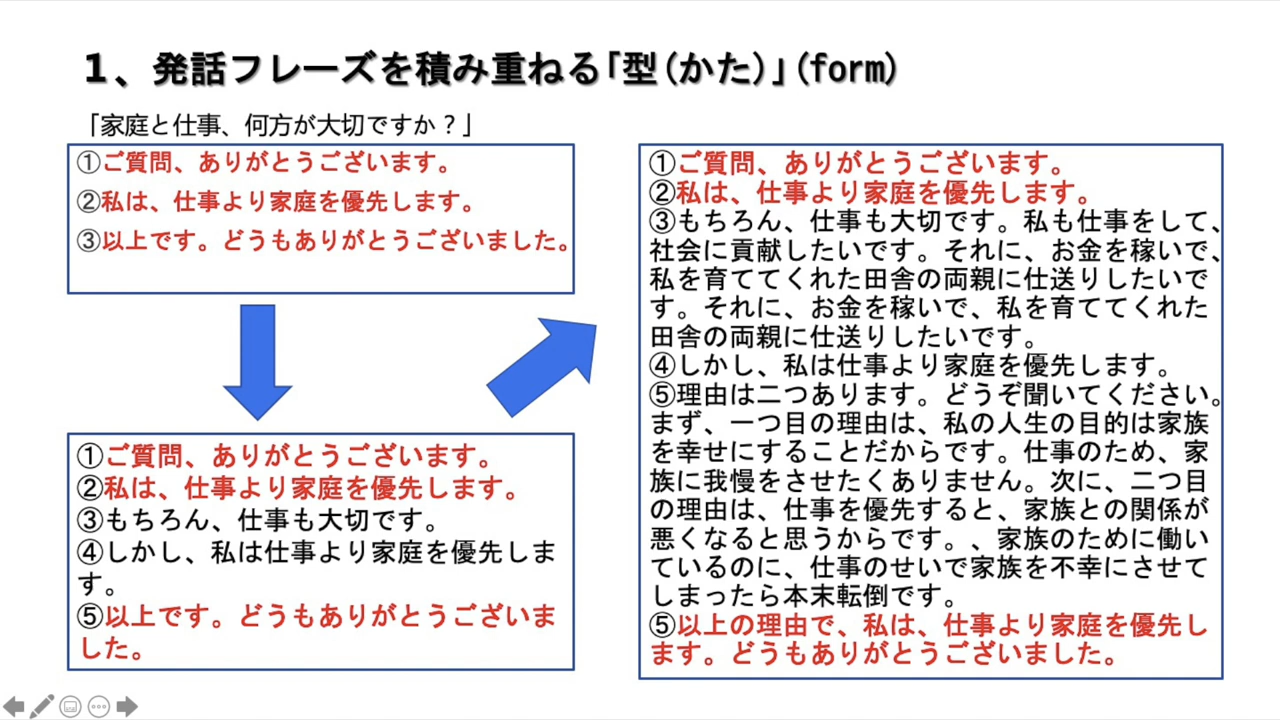 １、発話フレーズを積み重ねる「型(かた)」(form)
「家庭と仕事、何方が大切ですか？」
①ご質問、ありがとうございます。
②私は、仕事より家庭を優先します。
③以上です。どうもありがとうございました。
①ご質問、ありがとうございます。
②私は、仕事より家庭を優先します。
③もちろん、仕事も大切です。
④しかし、私は仕事より家庭を優先しま
す。
⑤以上です。どうもありがとうございま
した。
①ご質問、ありがとうございます。
②私は、仕事より家庭を優先します。
③もちろん、仕事も大切です。私も仕事をして、
社会に貢献したいです。それに、お金を稼いで、
私を育ててくれた田舎の両親に仕送りしたいで
す。それに、お金を稼いで、私を育ててくれた
田舎の両親に仕送りしたいです。
④しかし、私は仕事より家庭を優先します。
⑤理由は二つあります。どうぞ聞いてください。
まず、一つ目の理由は、私の人生の目的は家族
を幸せにすることだからです。仕事のため、家
族に我慢をさせたくありません。次に、二つ目
の理由は、仕事を優先すると、家族との関係が
悪くなると思うからです。、家族のために働い
ているのに、仕事のせいで家族を不幸にさせて
しまったら本末転倒です。
⑤以上の理由で、私は、仕事より家庭を優先し
ます。どうもありがとうございました。